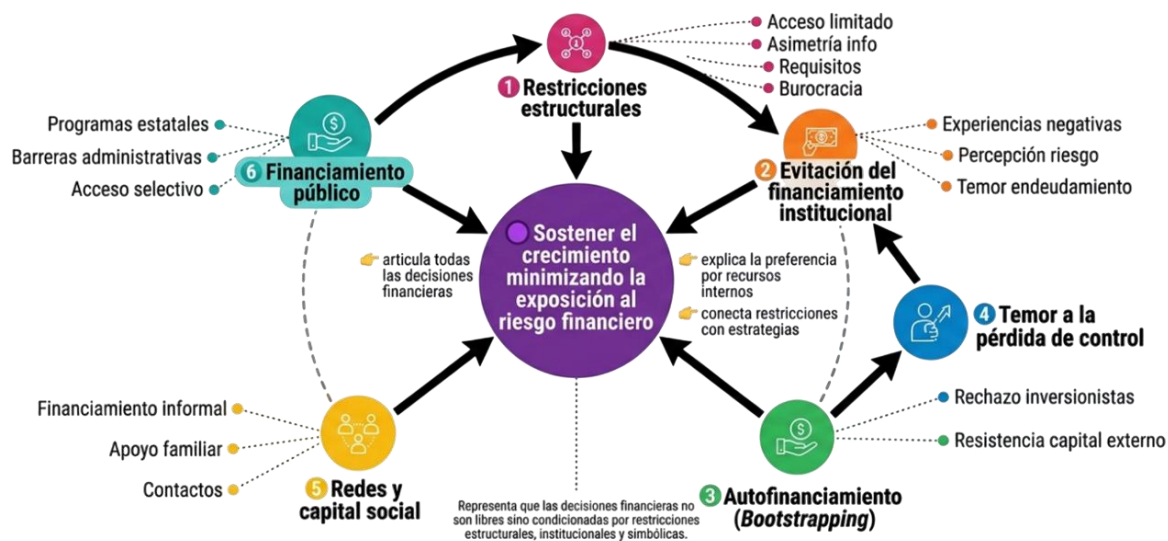 Acceso limitado
Asimetría info
Requisitos
Burocracia
1 Restricciones
estructurales
Programas estatales
Barreras administrativas
Acceso selectivo
6 Financiamiento
público
Experiencias negativas
Percepción riesgo
Temor endeudamiento
2 Evitación del
financiamiento
institucional
Sostener el
crecimiento
minimizando la
exposición al
riesgo financiero
articula todas
las decisiones
financieras
explica la preferencia
por recursos
internos
conecta restricciones
con estrategias
4 Temor a la
pérdida de control
Rechazo inversionistas
Resistencia capital externo
3 Autofinanciamiento
(Bootstrapping)
Financiamiento informal
Apoyo familiar
Contactos
5 Redes y
capital social
Representa que las decisiones financieras no
son libres sino condicionadas por restricciones
estructurales, institucionales y simbólicas.